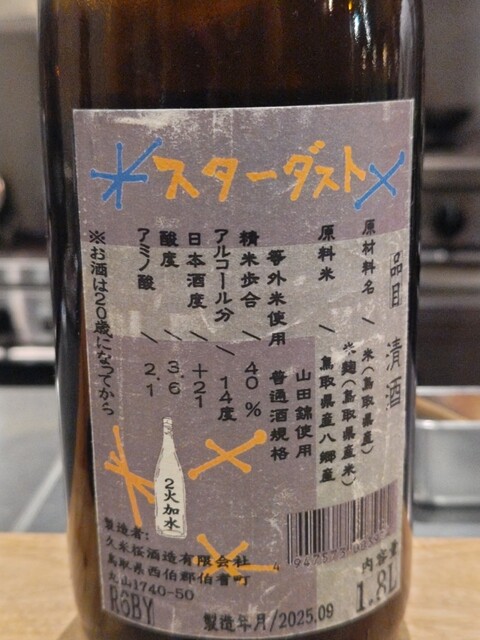 スターダスト
品目 清酒
原材料名/米(鳥取県産)
米麹(鳥取県産米)
原料米/鳥取県産八郷産
山田錦使用
等外米使用 普通酒規格
精米歩合/40%
アルコール分/14度
日本酒度/+21
酸度/3.6
アミノ酸/2.1
※お酒は20歳になってから
2火加水
製造者:
久米桜酒造有限会社
鳥取県西伯郡伯耆町
丸山1740-50
R6BY
製造年月/2025.09
内容量
1.8L